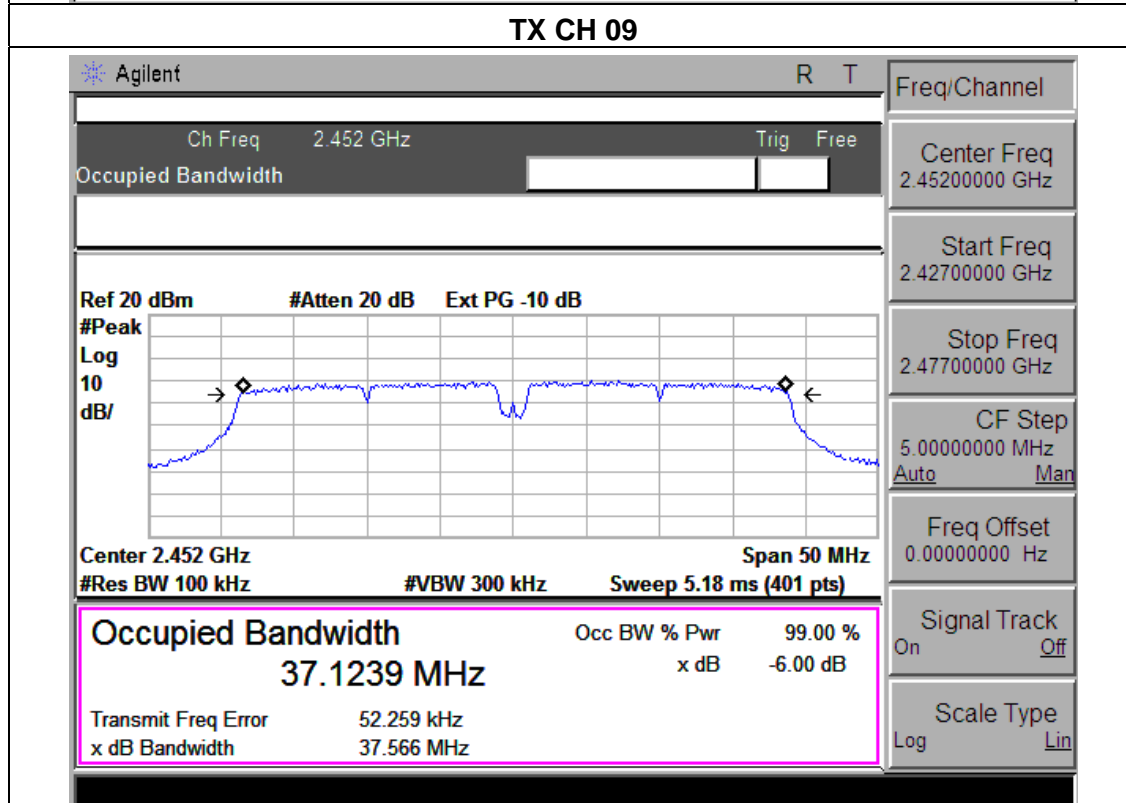 TX CH 09
Agilent R T
Ch Freq 2.452 GHz Trig Free
Occupied Bandwidth
Ref 20 dBm #Atten 20 dB Ext PG -10 dB
#Peak
Log
10
dB/
Center 2.452 GHz Span 50 MHz
#Res BW 100 kHz #VBW 300 kHz Sweep 5.18 ms (401 pts)
Occupied Bandwidth
37.1239 MHz
Occ BW % Pwr 99.00 %
x dB -6.00 dB
Transmit Freq Error 52.259 kHz
x dB Bandwidth 37.566 MHz
Freq/Channel
Center Freq
2.45200000 GHz
Start Freq
2.42700000 GHz
Stop Freq
2.47700000 GHz
CF Step
5.00000000 MHz
Auto Man
Freq Offset
0.00000000 Hz
Signal Track
On Off
Scale Type
Log Lin